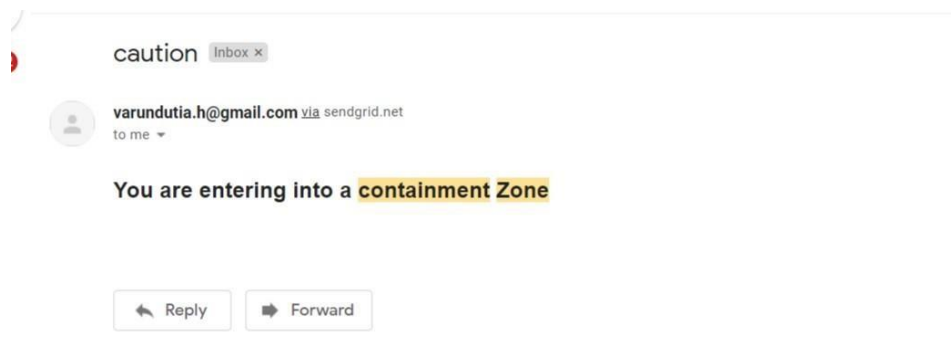 caution Inbox ×
varundutia.h@gmail.com via sendgrid.net
to me
You are entering into a containment Zone
Reply Forward